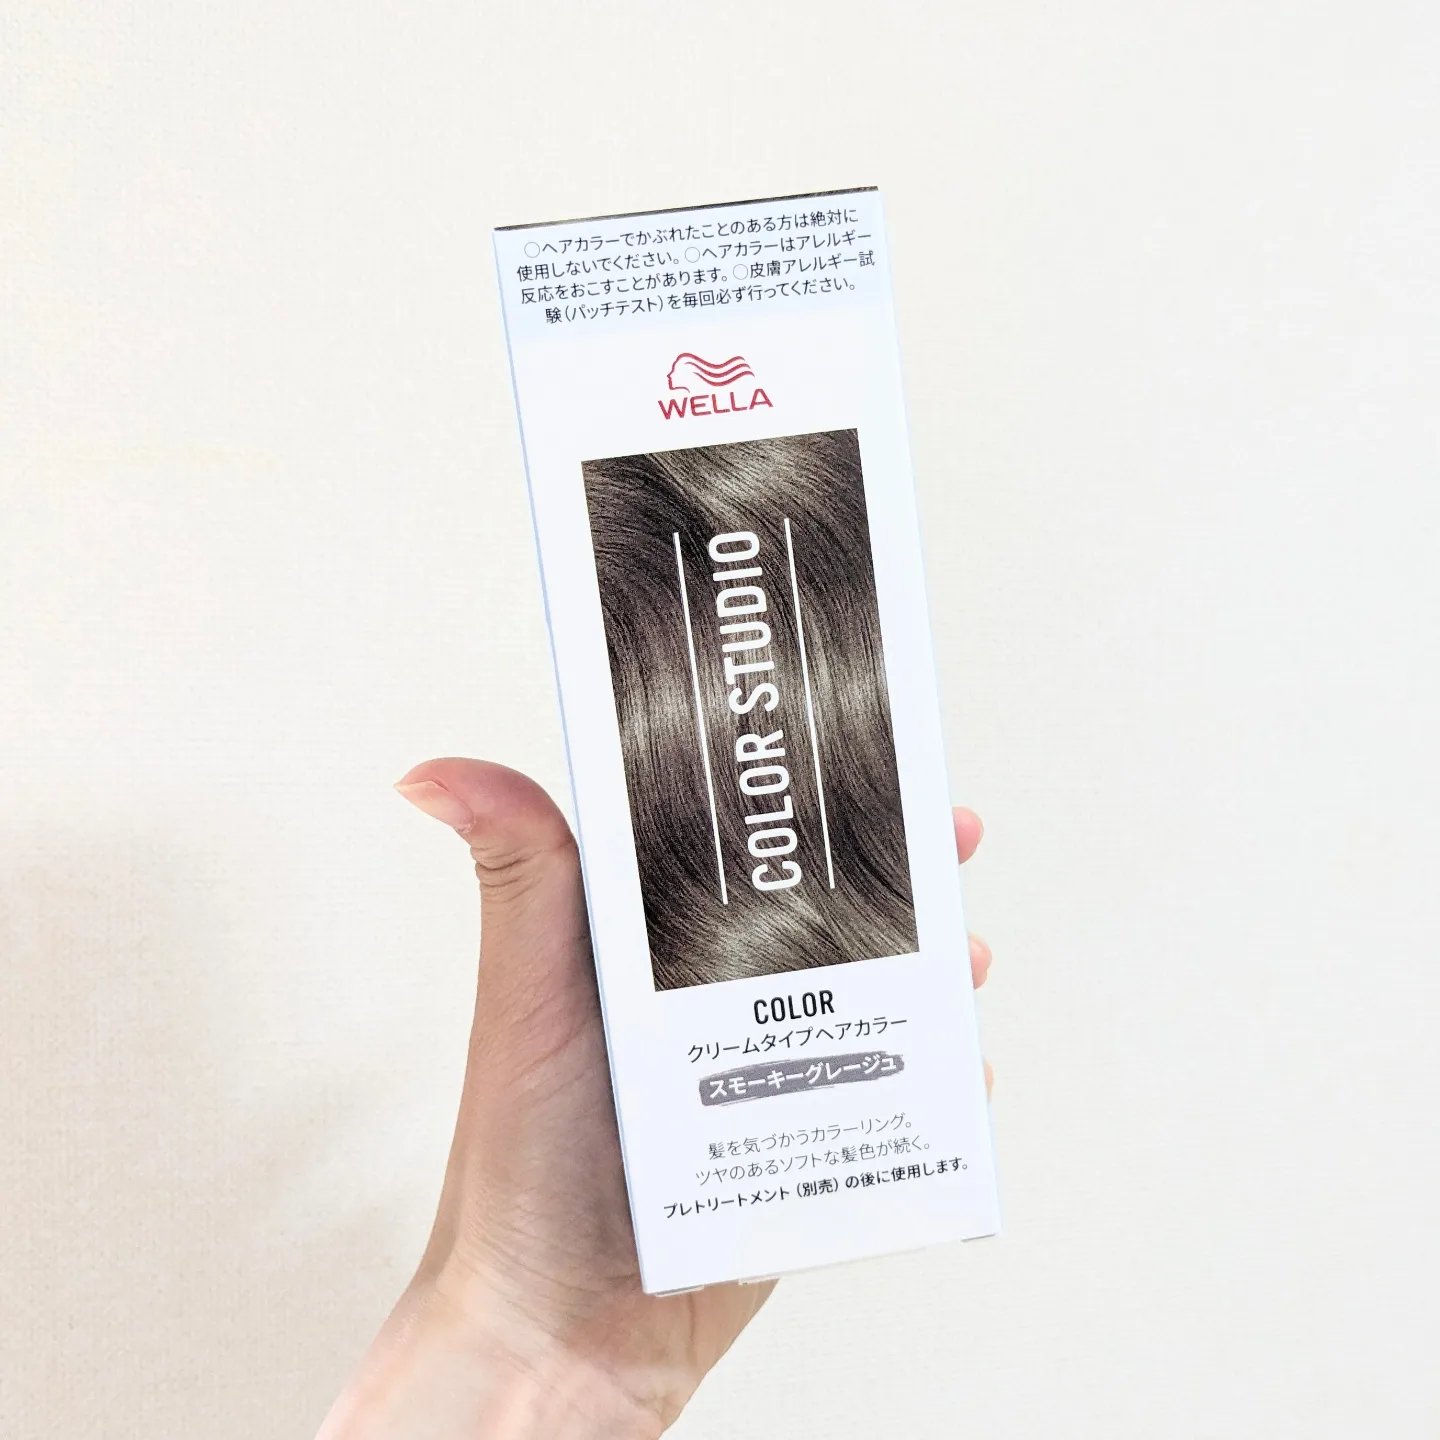 ○ヘアカラーでかぶれたことのある方は絶対に
使用しないでください。○ヘアカラーはアレルギー
反応をおこすことがあります。○皮膚アレルギー試
験（パッチテスト）を毎回必ず行ってください。
WELLA
COLOR STUDIO
COLOR
クリームタイプヘアカラー
スモーキーグレージュ
髪を気づかうカラーリング。
ツヤのあるソフトな髪色が続く。
プレトリートメント（別売）の後に使用します。